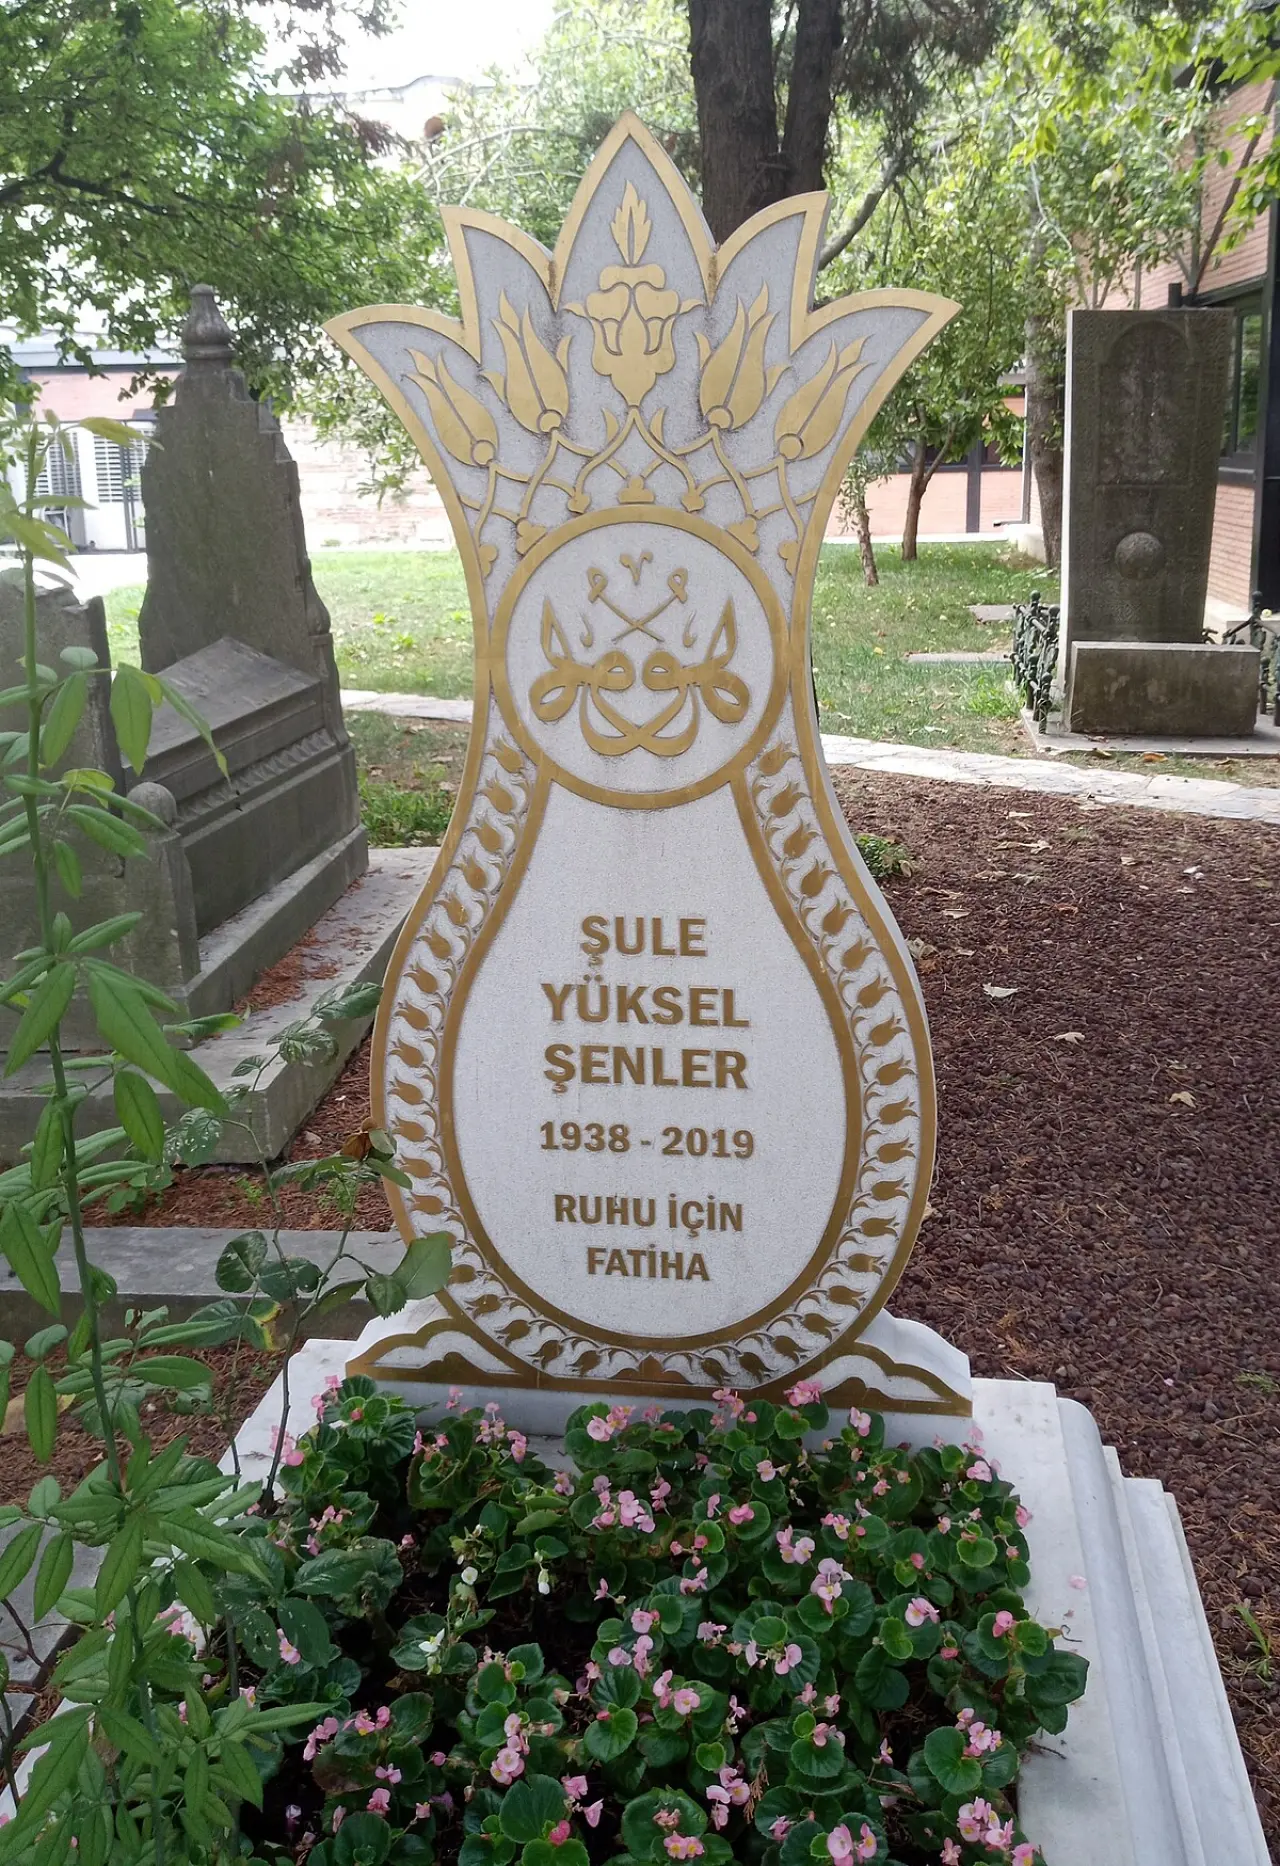 ŞULE
YÜKSEL
ŞENLER
1938 - 2019
RUHU İÇİN
FATİHA